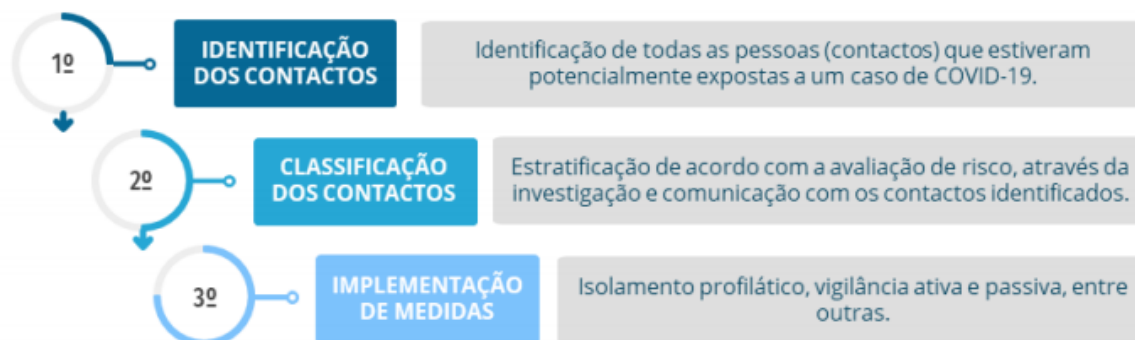 1º
IDENTIFICAÇÃO
DOS CONTACTOS
Identificação de todas as pessoas (contactos) que estiveram
potencialmente expostas a um caso de COVID-19.
2º
CLASSIFICAÇÃO
DOS CONTACTOS
Estratificação de acordo com a avaliação de risco, através da
investigação e comunicação com os contactos identificados.
3º
IMPLEMENTAÇÃO
DE MEDIDAS
Isolamento profilático, vigilância ativa e passiva, entre
outras.